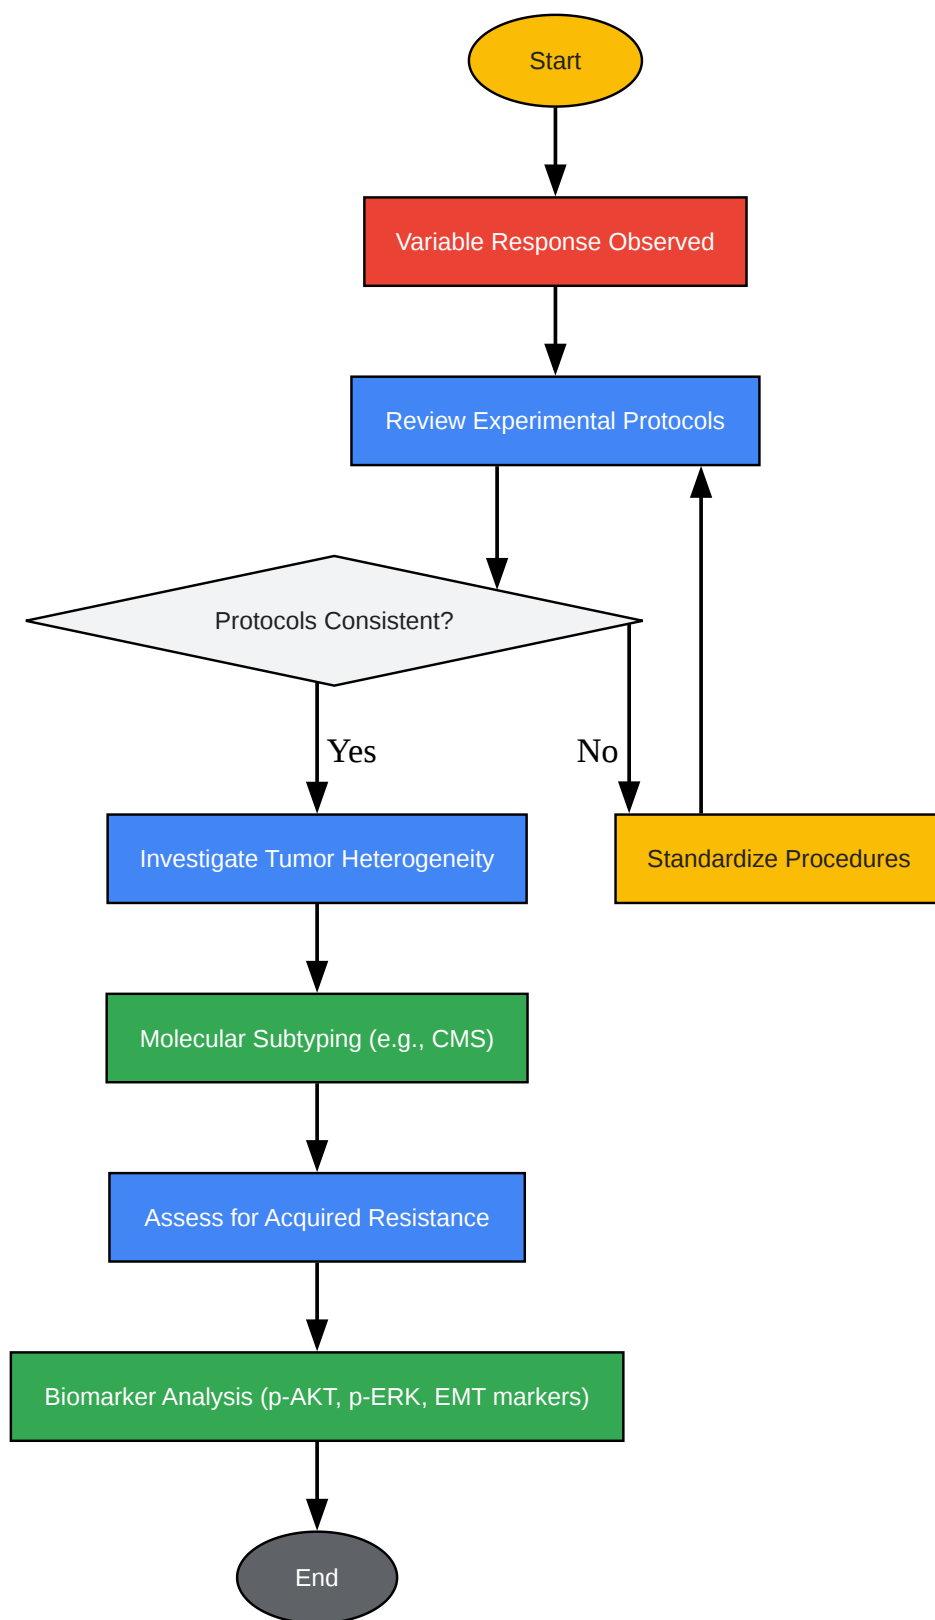 Start
Variable Response Observed
Review Experimental Protocols
Protocols Consistent?
Yes
No
Investigate Tumor Heterogeneity
Standardize Procedures
Molecular Subtyping (e.g., CMS)
Assess for Acquired Resistance
Biomarker Analysis (p-AKT, p-ERK, EMT markers)
End